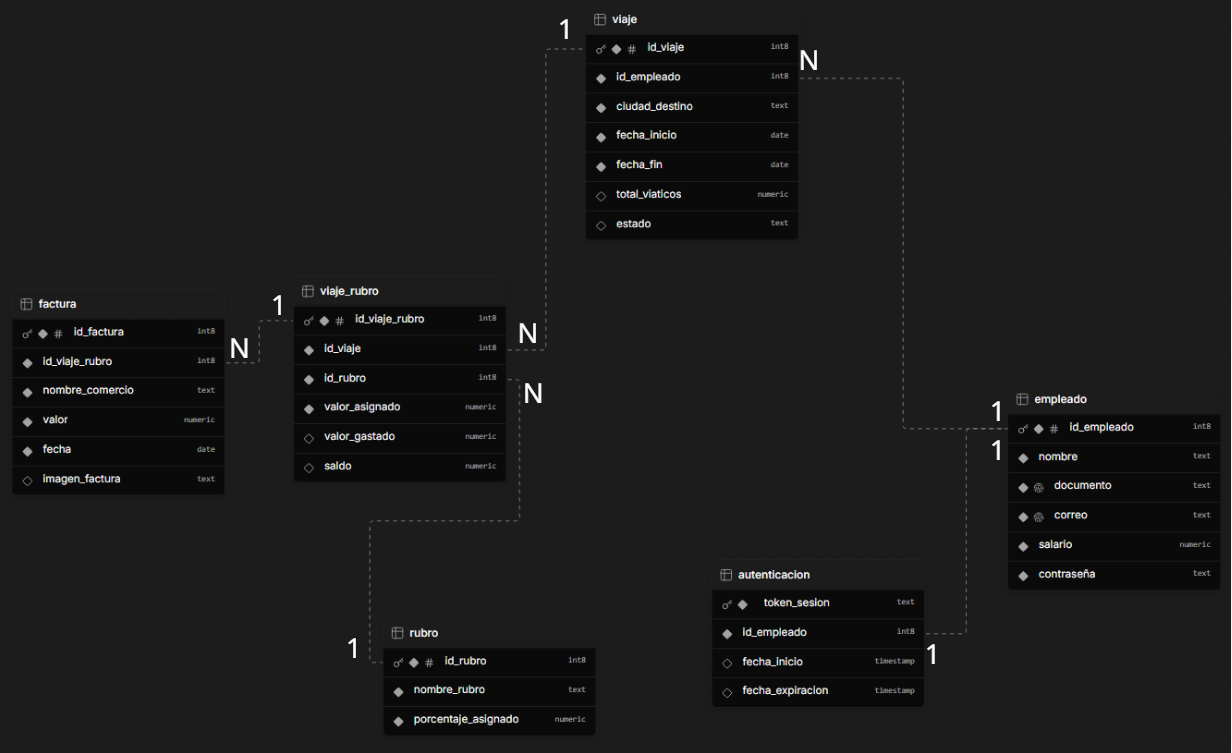 viaje
1
id_viaje int8
N
id_empleado int8
ciudad_destino text
fecha_inicio date
fecha_fin date
total_viaticos numeric
estado text
factura
id_factura int8
N
id_viaje_rubro int8
nombre_comercio text
valor numeric
fecha date
imagen_factura text
viaje_rubro
1
id_viaje_rubro int8
id_viaje int8
N
id_rubro int8
N
valor_asignado numeric
valor_gastado numeric
saldo numeric
empleado
1
id_empleado int8
1
nombre text
documento text
correo text
salario numeric
contraseña text
autenticacion
token_sesion text
id_empleado int8
1
fecha_inicio timestamp
fecha_expiracion timestamp
rubro
1
id_rubro int8
nombre_rubro text
porcentaje_asignado numeric